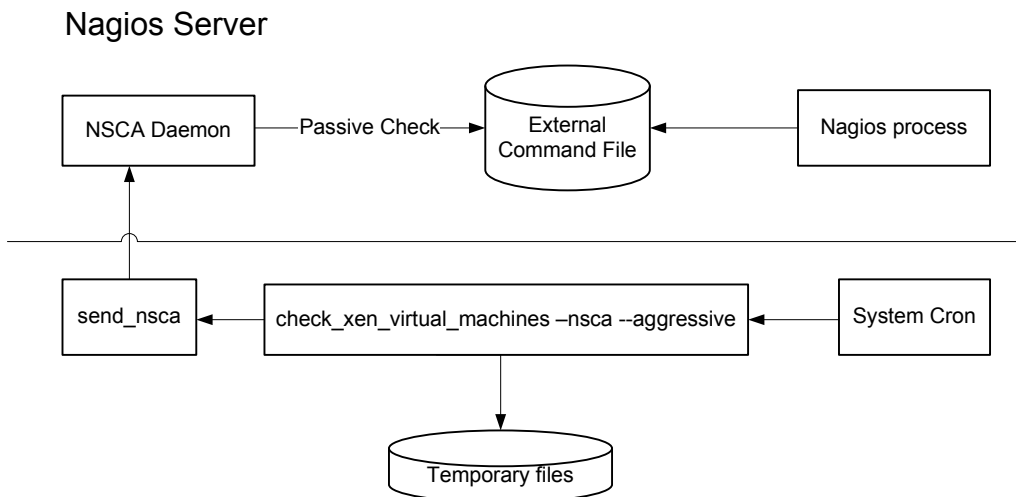 Nagios Server
NSCA Daemon
Passive Check
External
Command File
Nagios process
send_nsca
check_xen_virtual_machines –nsca --aggressive
System Cron
Temporary files